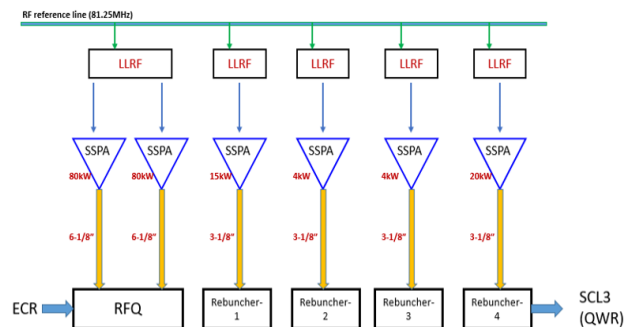 RF reference line (81.25MHz)
LLRF LLRF LLRF LLRF LLRF
SSPA SSPA SSPA SSPA SSPA SSPA
80kW 80kW 15kW 4kW 4kW 20kW
6-1/8" 6-1/8" 3-1/8" 3-1/8" 3-1/8" 3-1/8"
ECR RFQ Rebuncher- Rebuncher- Rebuncher- Rebuncher- SCL3
1 2 3 4 (QWR)